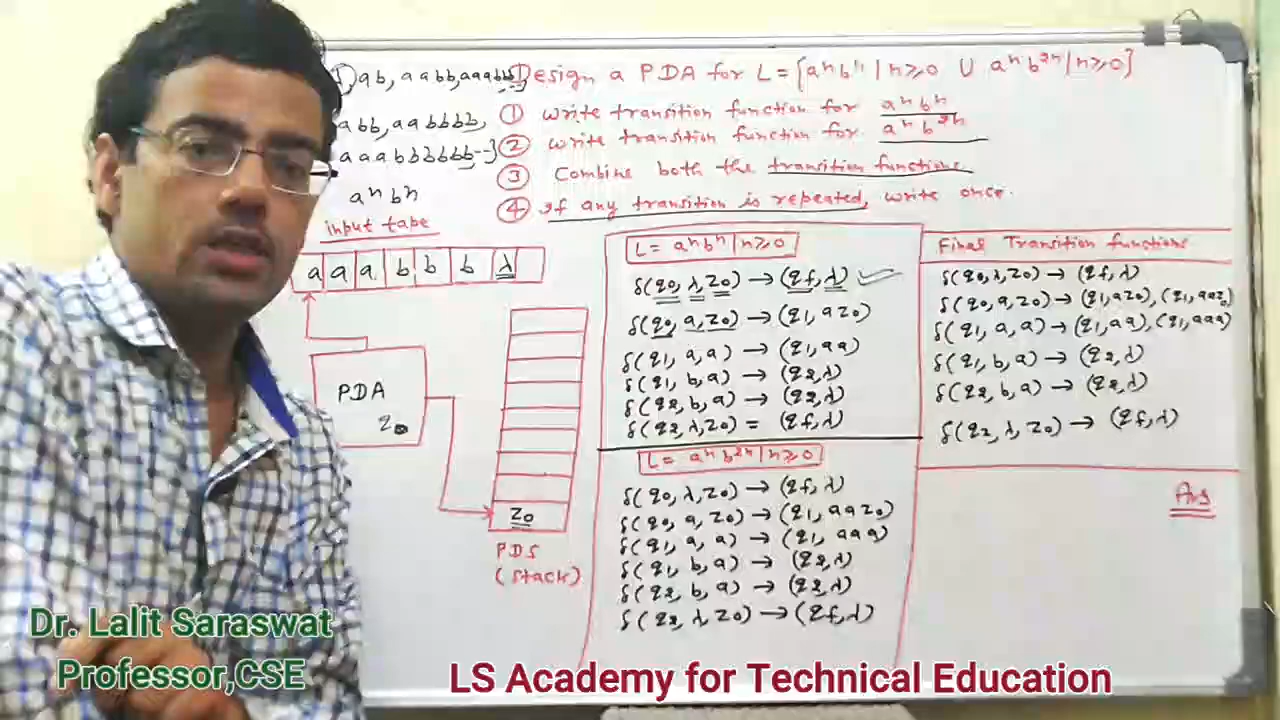 Design a PDA for L = {aⁿbⁿ | n≥0 ∪ aⁿb²ⁿ | n≥0}
ab, aabb, aaabb
abb, aabbbb,
aaabbbbbb--}
aⁿbⁿ
① write transition function for aⁿbⁿ
② write transition function for aⁿb²ⁿ
③ Combine both the transition functions
④ If any transition is repeated, write once.
input tape
a a a b b b λ
PDA
z₀
PDS
(stack)
L = aⁿbⁿ | n≥0
δ(q0, λ, z0) → (qf, λ) ✓
δ(q0, a, z0) → (q1, az0)
δ(q1, a, a) → (q1, aa)
δ(q1, b, a) → (q2, λ)
δ(q2, b, a) → (q2, λ)
δ(q2, λ, z0) = (qf, λ)
L = aⁿb²ⁿ | n≥0
δ(q0, λ, z0) → (qf, λ)
δ(q0, a, z0) → (q1, aaz0)
δ(q1, a, a) → (q1, aaa)
δ(q1, b, a) → (q2, λ)
δ(q2, b, a) → (q2, λ)
δ(q2, λ, z0) → (qf, λ)
Final Transition functions
δ(q0, λ, z0) → (qf, λ)
δ(q0, a, z0) → (q1, az0), (q1, aaz0)
δ(q1, a, a) → (q1, aa), (q1, aaa)
δ(q1, b, a) → (q2, λ)
δ(q2, b, a) → (q2, λ)
δ(q2, λ, z0) → (qf, λ)
Ans
Dr. Lalit Saraswat
Professor,CSE
LS Academy for Technical Education